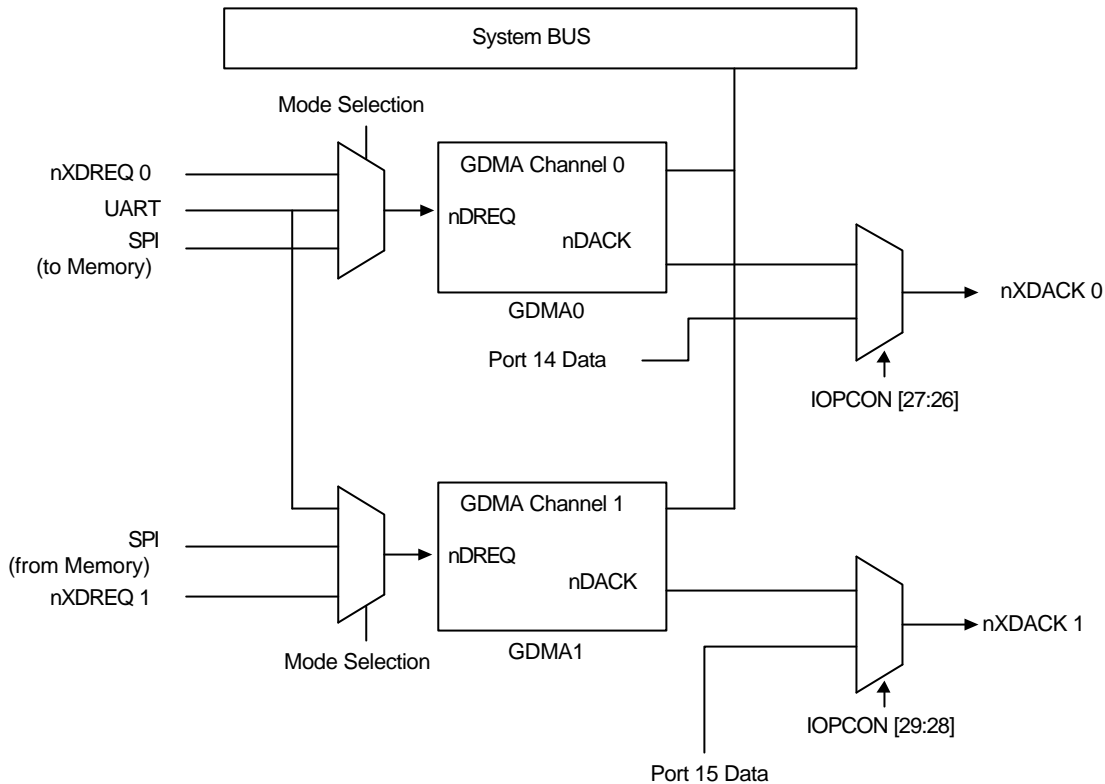 System BUS
Mode Selection
nXDREQ 0
UART
SPI
(to Memory)
GDMA Channel 0
nDREQ
nDACK
GDMA0
Port 14 Data
nXDACK 0
IOPCON [27:26]
SPI
(from Memory)
nXDREQ 1
GDMA Channel 1
nDREQ
nDACK
GDMA1
Mode Selection
nXDACK 1
IOPCON [29:28]
Port 15 Data